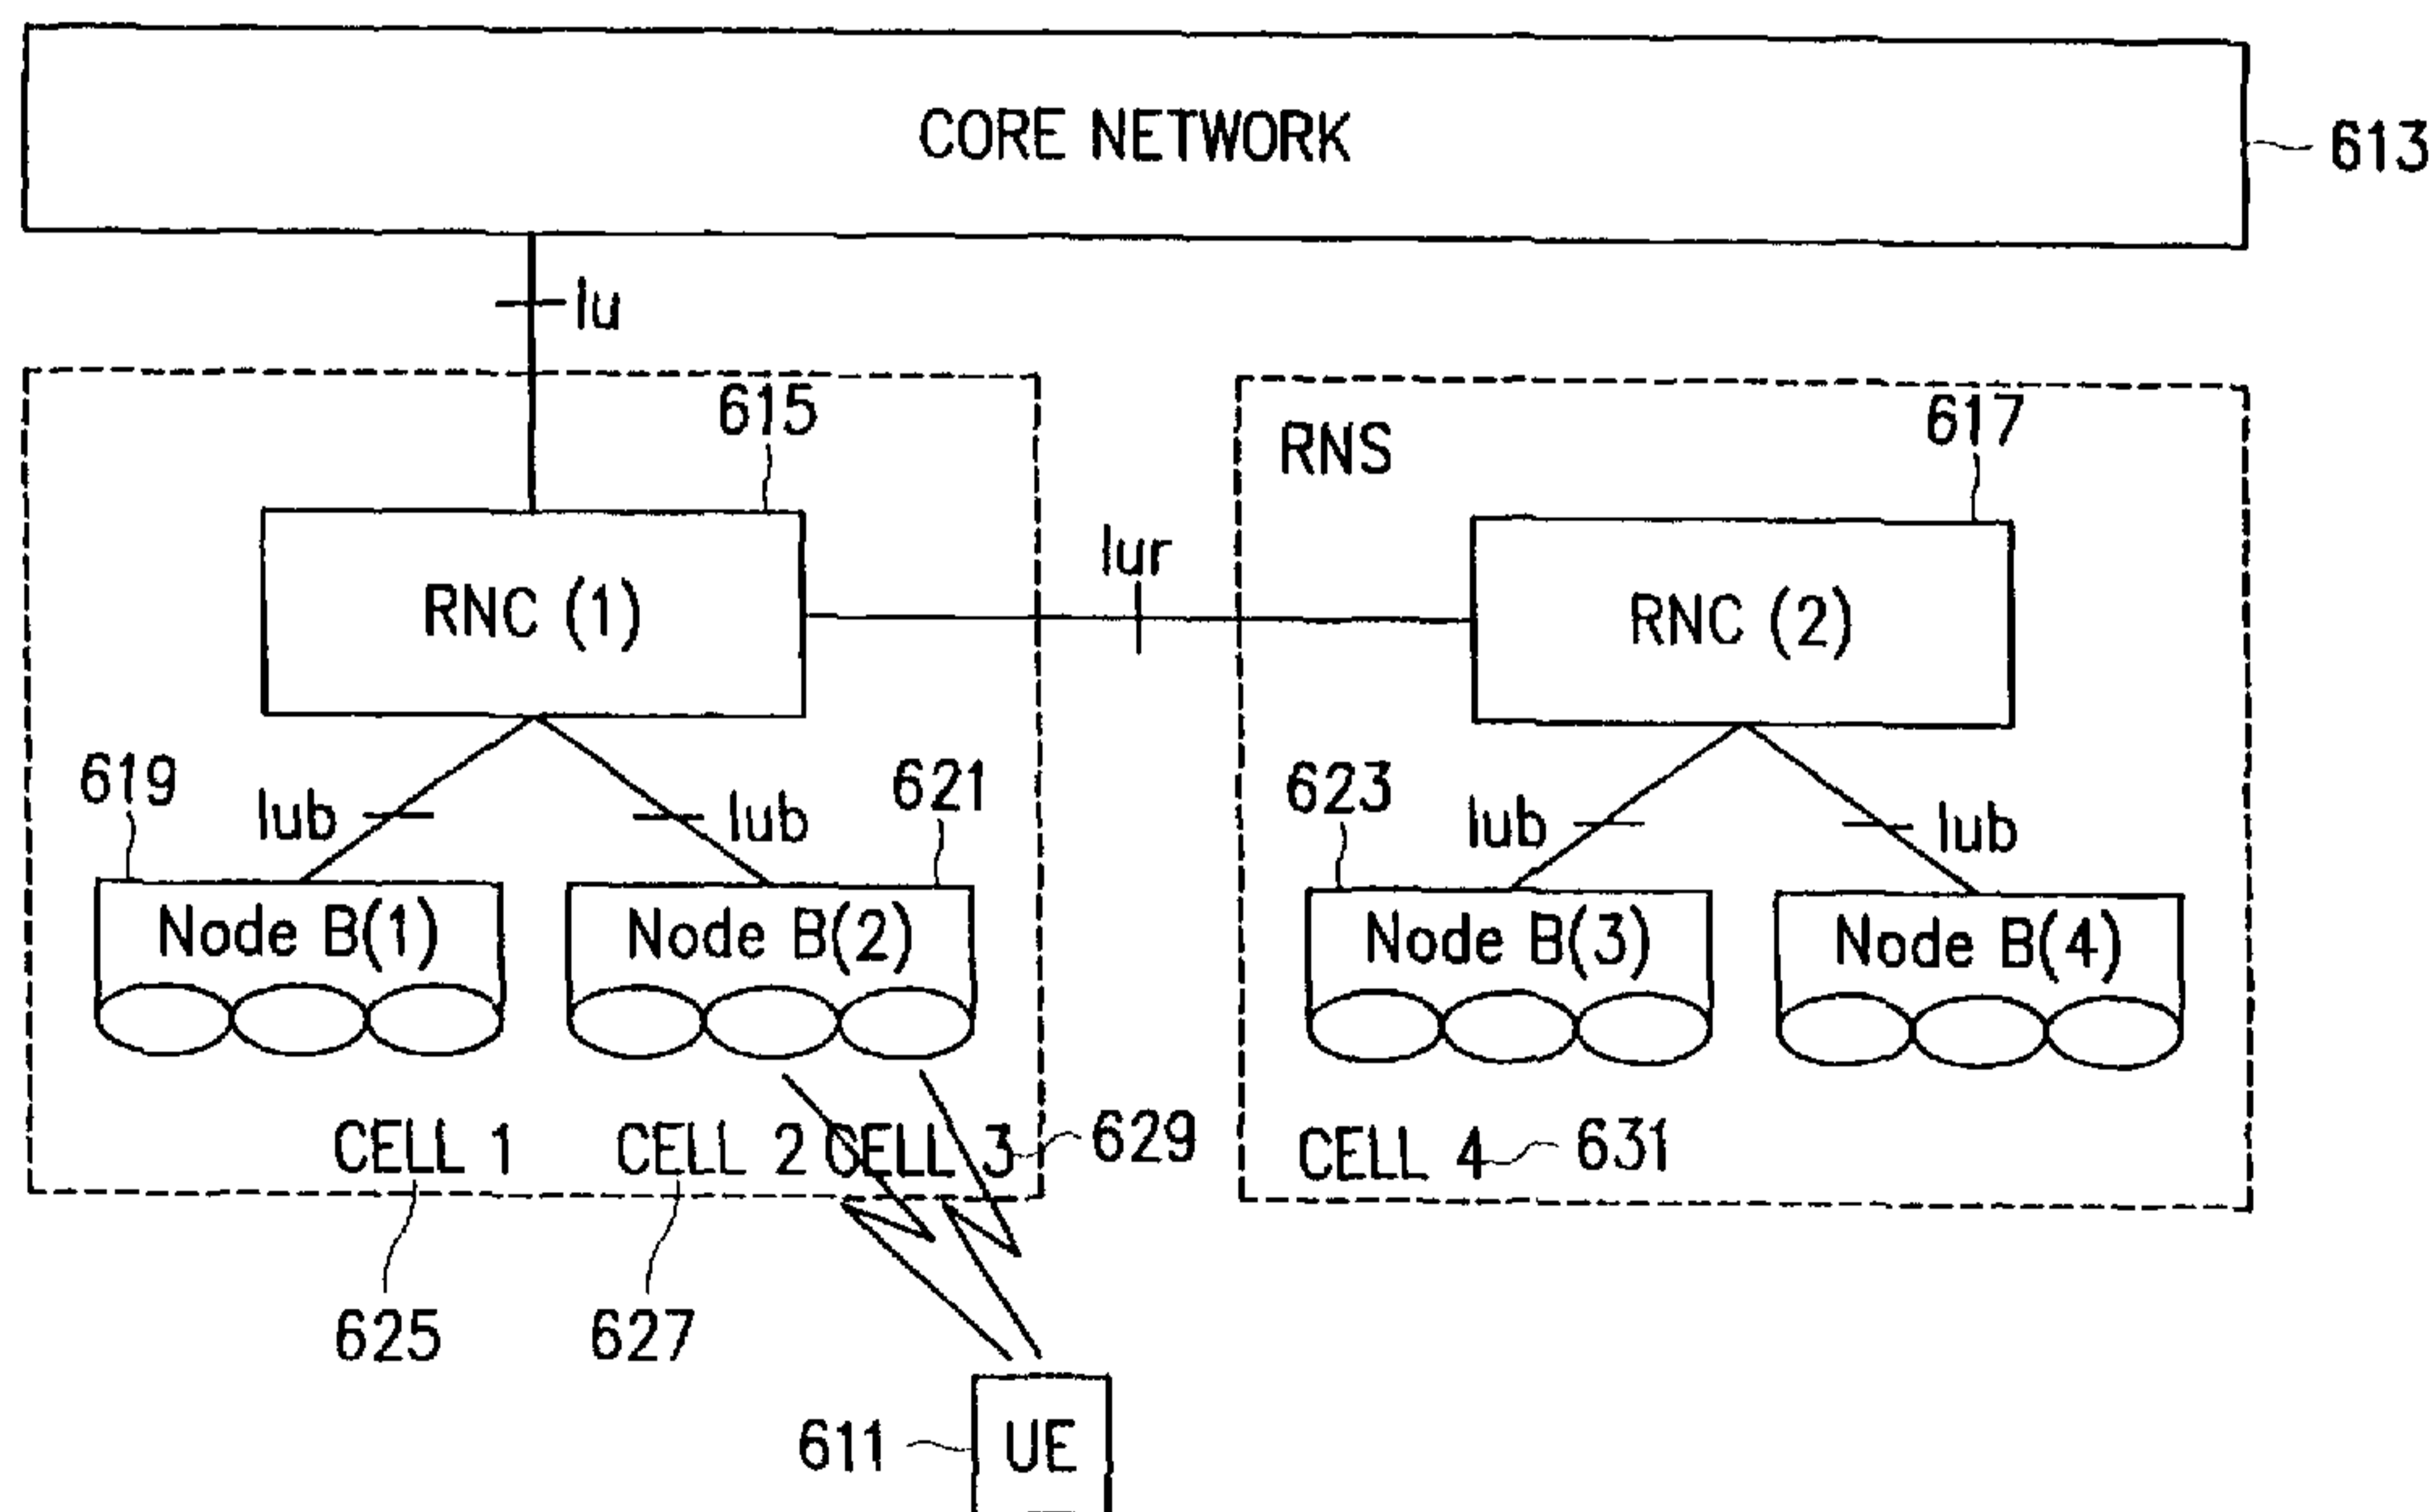 CORE NETWORK
613
Iu
615
617
RNS
Iur
RNC (1)
RNC (2)
619
621
623
Iub
Iub
Iub
Iub
Node B(1)
Node B(2)
Node B(3)
Node B(4)
CELL 1
CELL 2
CELL 3
629
CELL 4
631
625
627
611
UE